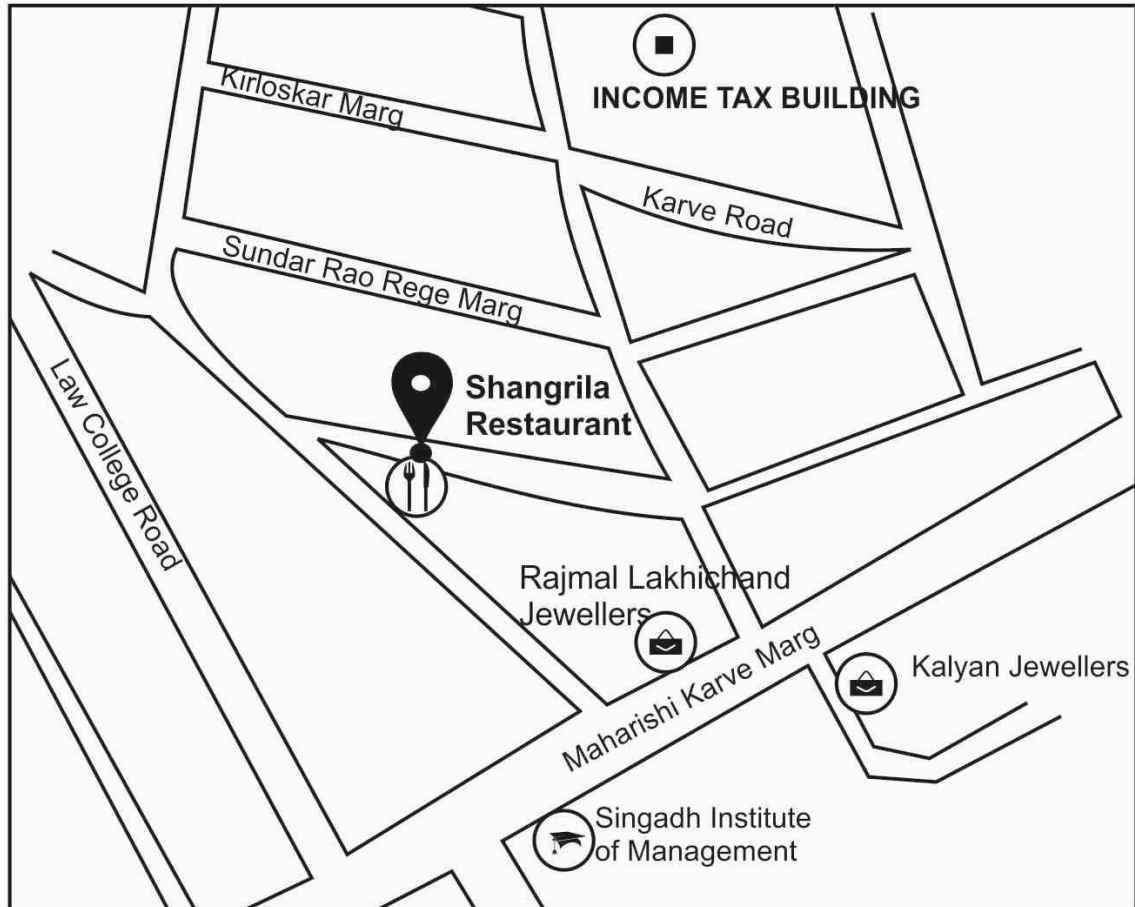 INCOME TAX BUILDING
Kirloskar Marg
Karve Road
Sundar Rao Rege Marg
Law College Road
Shangrila
Restaurant
Rajmal Lakhichand
Jewellers
Maharishi Karve Marg
Kalyan Jewellers
Singadh Institute
of Management